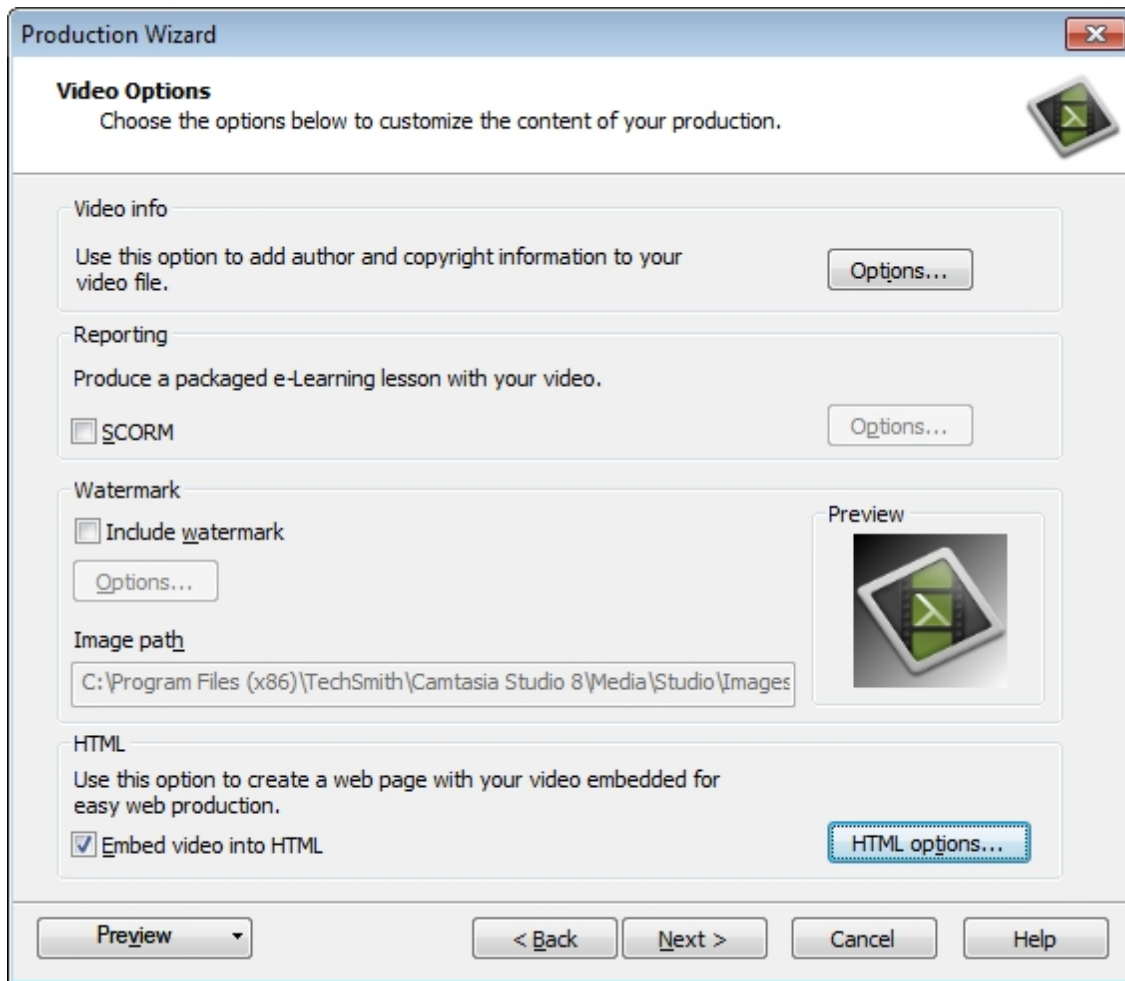 Production Wizard
Video Options
Choose the options below to customize the content of your production.
Video info
Use this option to add author and copyright information to your
video file.
Options...
Reporting
Produce a packaged e-Learning lesson with your video.
SCORM
Options...
Watermark
Include watermark
Options...
Image path
C:\Program Files (x86)\TechSmith\Camtasia Studio 8\Media\Studio\Images
Preview
HTML
Use this option to create a web page with your video embedded for
easy web production.
Embed video into HTML
HTML options...
Preview
< Back
Next >
Cancel
Help